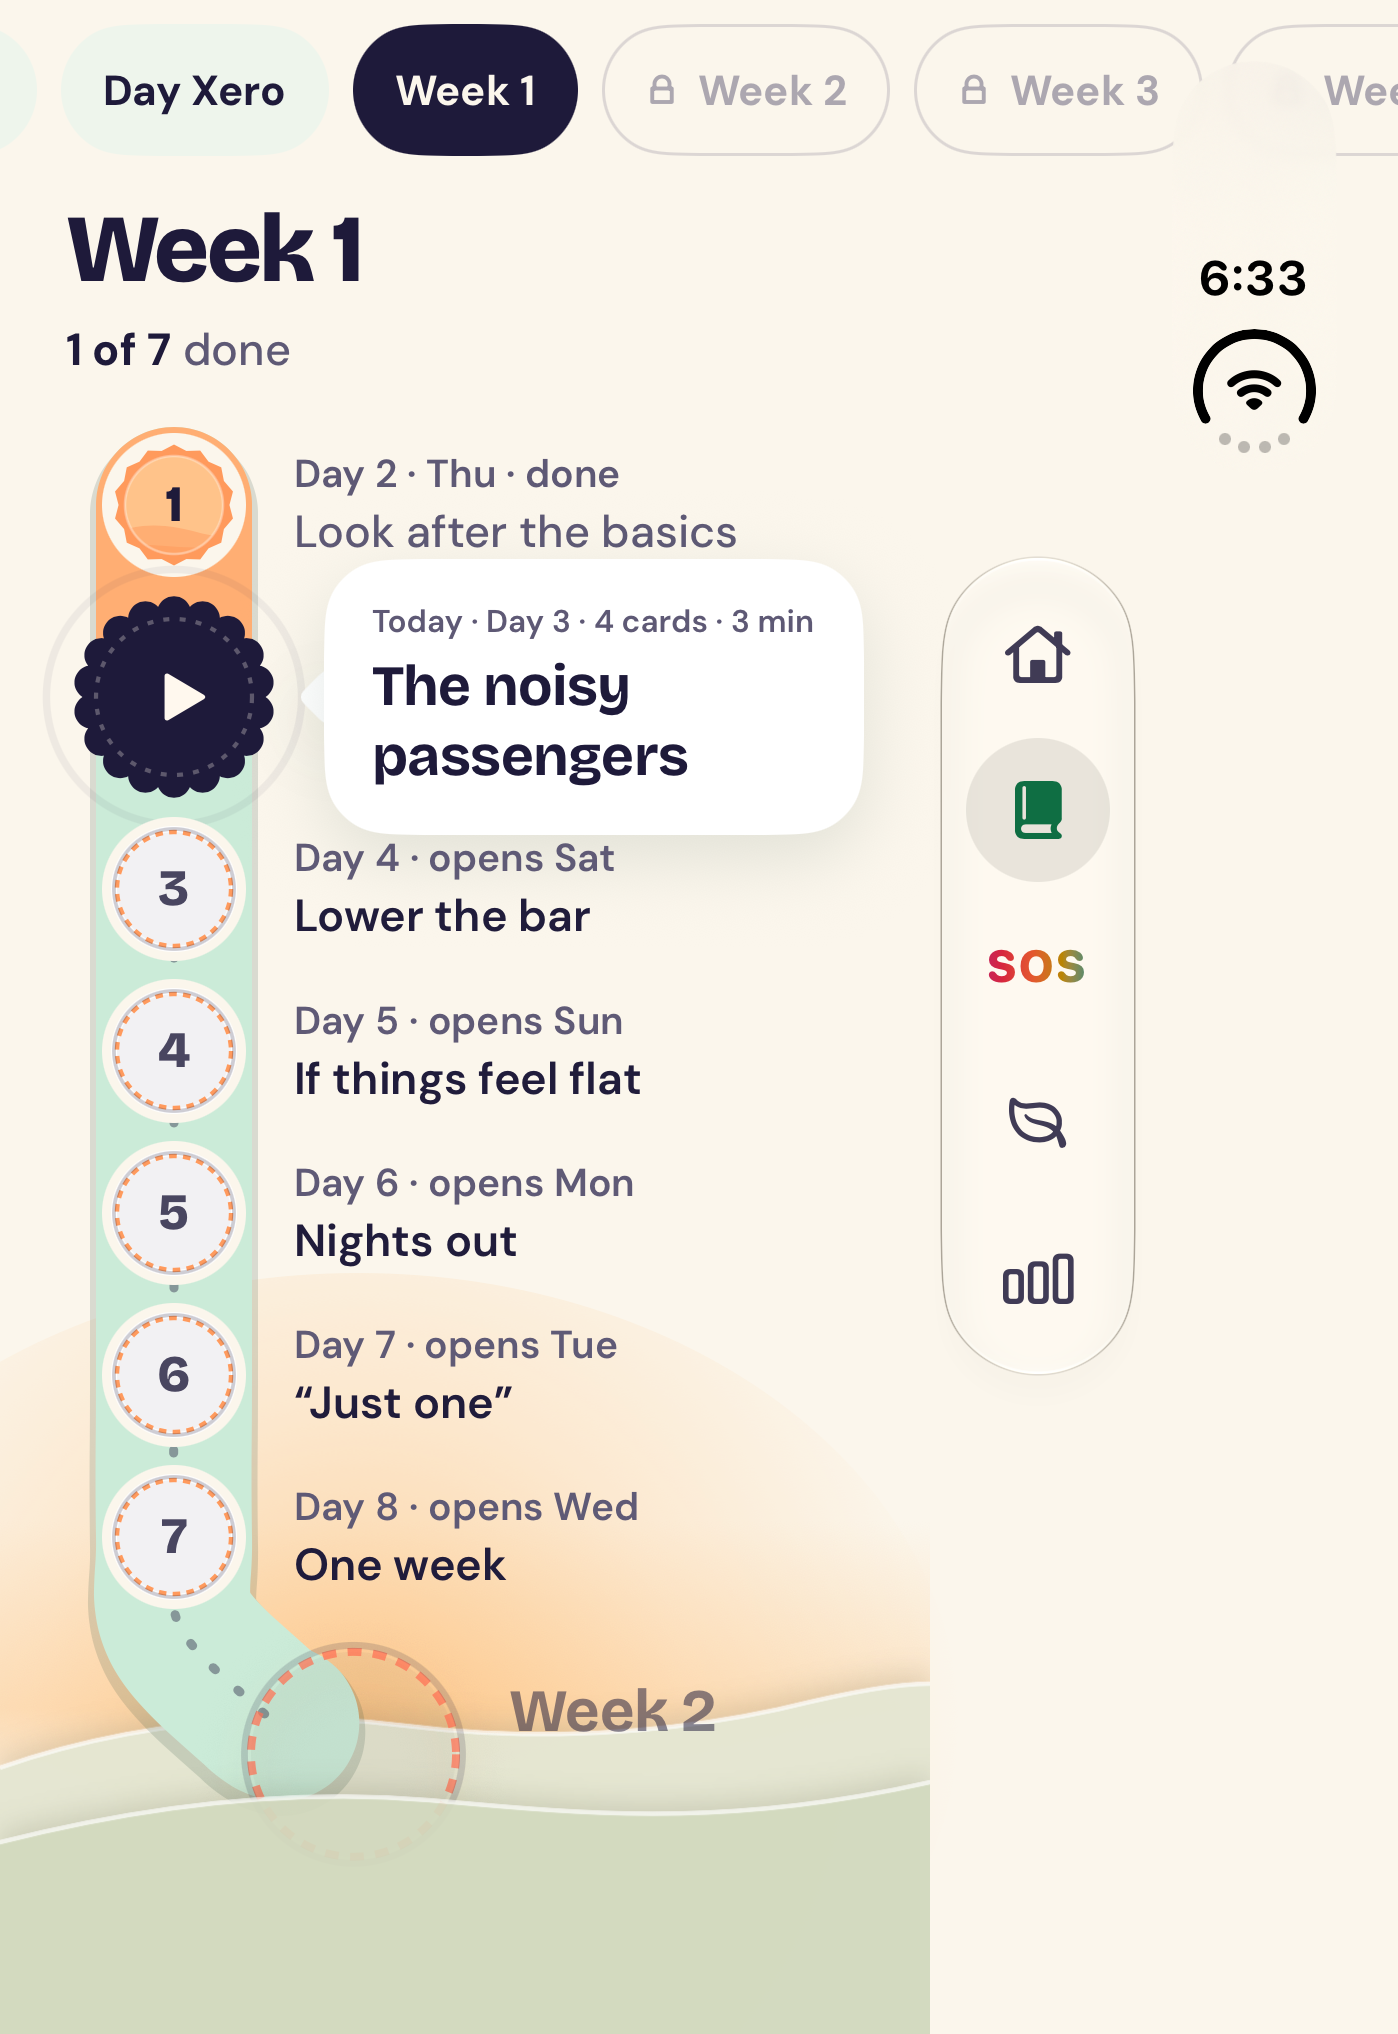 Day Xero
Week 1
Week 2
Week 3
Wee
Week 1
1 of 7 done
6:33
1
Day 2 · Thu · done
Look after the basics
Today · Day 3 · 4 cards · 3 min
The noisy
passengers
3
Day 4 · opens Sat
Lower the bar
sos
4
Day 5 · opens Sun
If things feel flat
5
Day 6 · opens Mon
Nights out
6
Day 7 · opens Tue
“Just one”
7
Day 8 · opens Wed
One week
Week 2